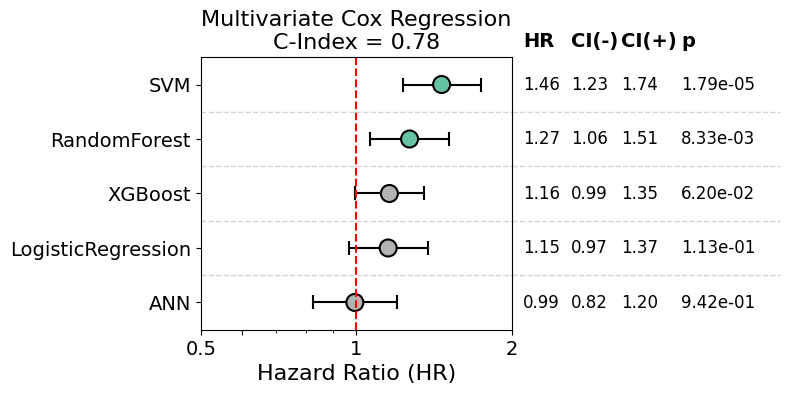 Multivariate Cox Regression
C-Index = 0.78
HR CI(-) CI(+) p
SVM 1.46 1.23 1.74 1.79e-05
RandomForest 1.27 1.06 1.51 8.33e-03
XGBoost 1.16 0.99 1.35 6.20e-02
LogisticRegression 1.15 0.97 1.37 1.13e-01
ANN 0.99 0.82 1.20 9.42e-01
0.5 1 2
Hazard Ratio (HR)